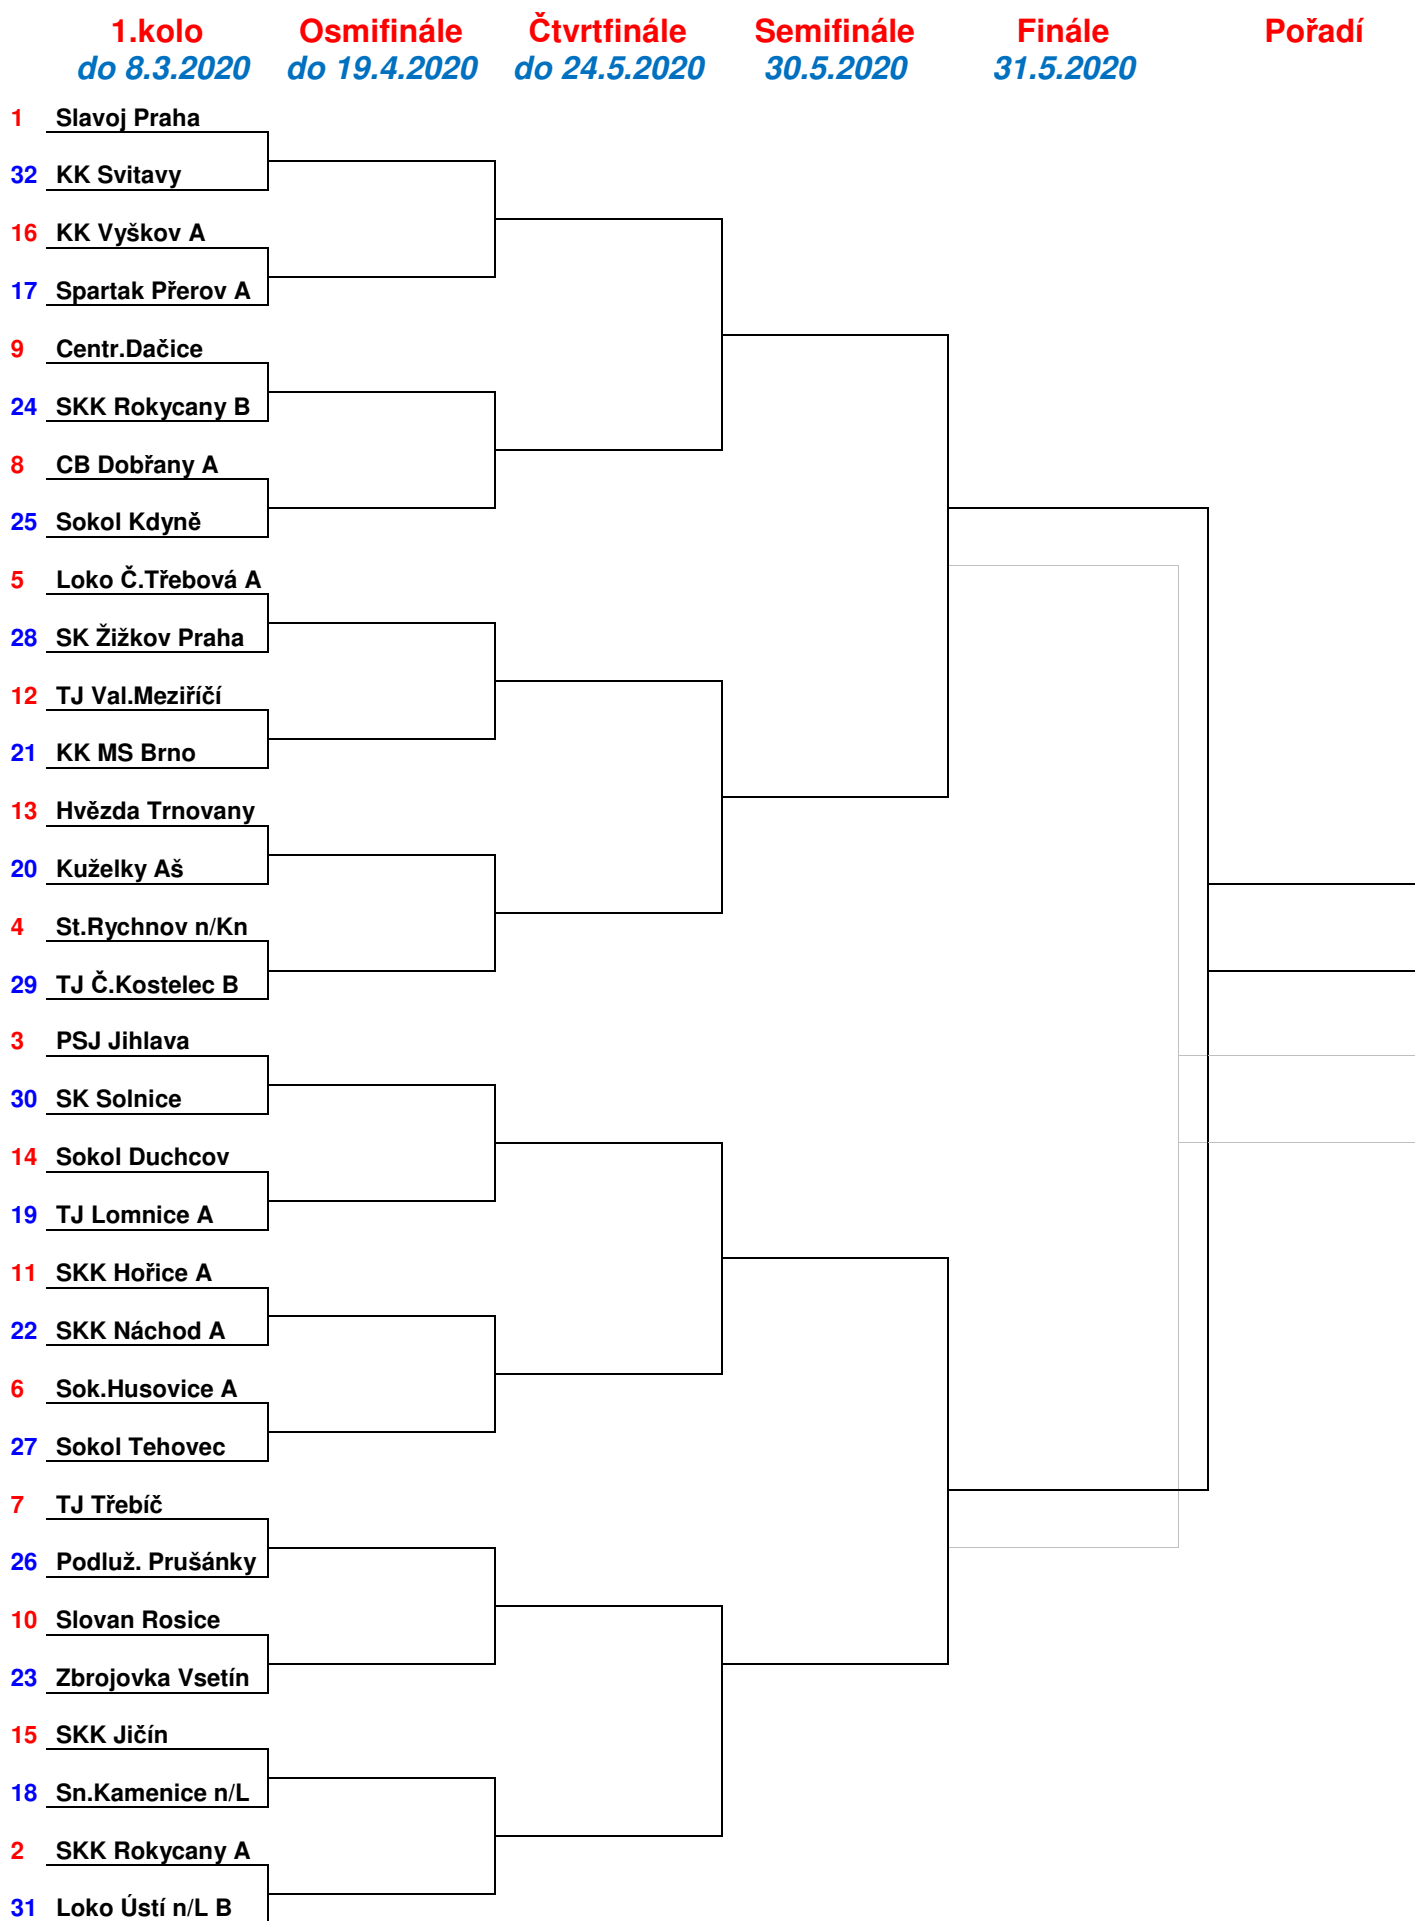 1.kolo Osmifinále Čtvrtfinále Semifinále Finále Pořadí
do 8.3.2020 do 19.4.2020 do 24.5.2020 30.5.2020 31.5.2020
1 Slavoj Praha
32 KK Svitavy
16 KK Vyškov A
17 Spartak Přerov A
9 Centr.Dačice
24 SKK Rokycany B
8 CB Dobřany A
25 Sokol Kdyně
5 Loko Č.Třebová A
28 SK Žižkov Praha
12 TJ Val.Meziříčí
21 KK MS Brno
13 Hvězda Trnovany
20 Kuželky Aš
4 St.Rychnov n/Kn
29 TJ Č.Kostelec B
3 PSJ Jihlava
30 SK Solnice
14 Sokol Duchcov
19 TJ Lomnice A
11 SKK Hořice A
22 SKK Náchod A
6 Sok.Husovice A
27 Sokol Tehovec
7 TJ Třebíč
26 Podluž. Prušánky
10 Slovan Rosice
23 Zbrojovka Vsetín
15 SKK Jičín
18 Sn.Kamenice n/L
2 SKK Rokycany A
31 Loko Ústí n/L B